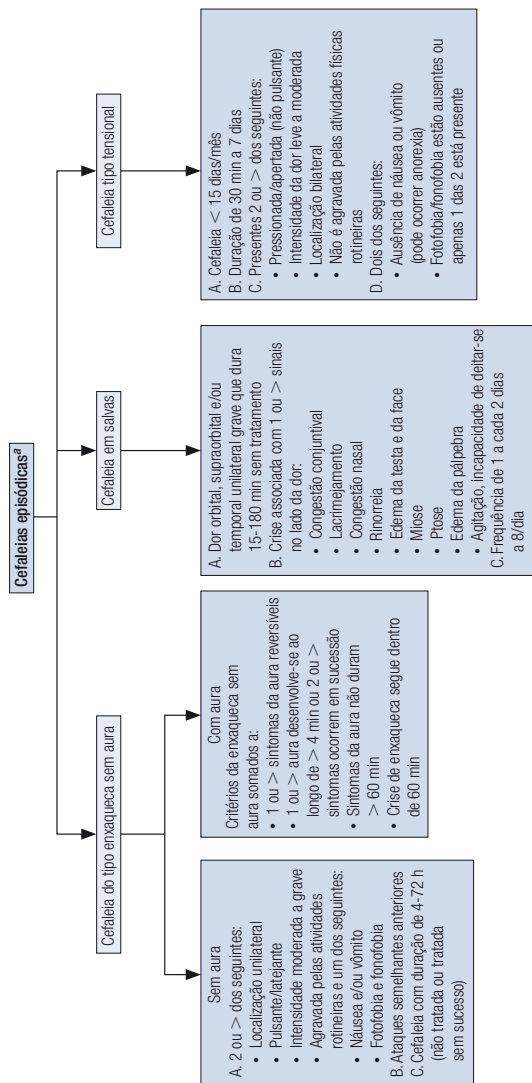 Cefaleias episódicasᵃ
Cefaleia do tipo enxaqueca sem aura
Cefaleia em salvas
Cefaleia tipo tensional
Sem aura
A. 2 ou > dos seguintes:
• Localização unilateral
• Pulsante/latejante
• Intensidade moderada a grave
• Agravada pelas atividades
rotineiras e um dos seguintes:
• Náusea e/ou vômito
• Fotofobia e fonofobia
B. Ataques semelhantes anteriores
C. Cefaleia com duração de 4-72 h
(não tratada ou tratada
sem sucesso)
Com aura
Critérios da enxaqueca sem
aura somados a:
• 1 ou > sintomas da aura reversíveis
• 1 ou > aura desenvolve-se ao
longo de > 4 min ou 2 ou >
sintomas ocorrem em sucessão
• Sintomas da aura não duram
> 60 min
• Crise de enxaqueca segue dentro
de 60 min
A. Dor orbital, supraorbital e/ou
temporal unilateral grave que dura
15-180 min sem tratamento
B. Crise associada com 1 ou > sinais
no lado da dor:
• Congestão conjuntival
• Lacrimejamento
• Congestão nasal
• Rinorreia
• Edema da testa e da face
• Miose
• Ptose
• Edema da pálpebra
• Agitação, incapacidade de deitar-se
C. Frequência de 1 a cada 2 dias
a 8/dia
A. Cefaleia < 15 dias/mês
B. Duração de 30 min a 7 dias
C. Presentes 2 ou > dos seguintes:
• Pressionada/apertada (não pulsante)
• Intensidade da dor leve a moderada
• Localização bilateral
• Não é agravada pelas atividades físicas
rotineiras
D. Dois dos seguintes:
• Ausência de náusea ou vômito
(pode ocorrer anorexia)
• Fotofobia/fonofobia estão ausentes ou
apenas 1 das 2 está presente